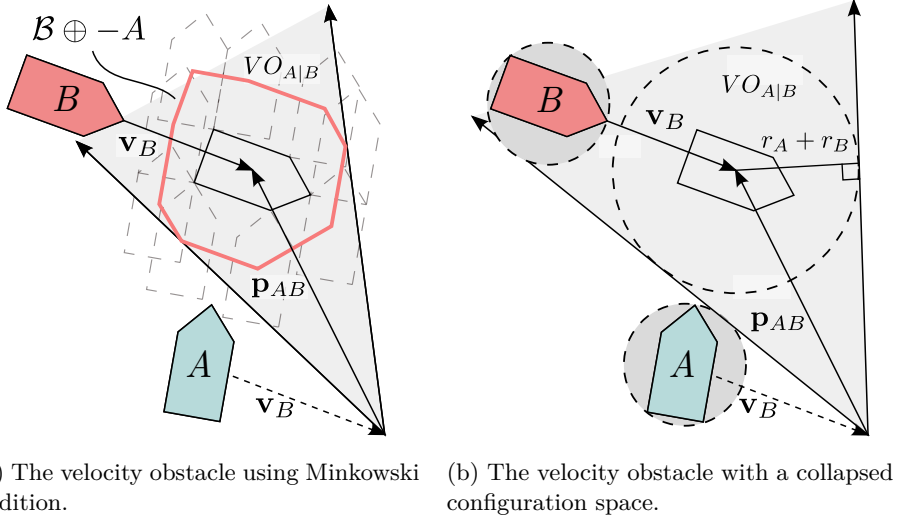 B ⊕ −A
VO_{A|B}
B
v_B
p_{AB}
A
v_B
) The velocity obstacle using Minkowski
dition.
VO_{A|B}
B
v_B
r_A + r_B
p_{AB}
A
v_B
(b) The velocity obstacle with a collapsed
configuration space.